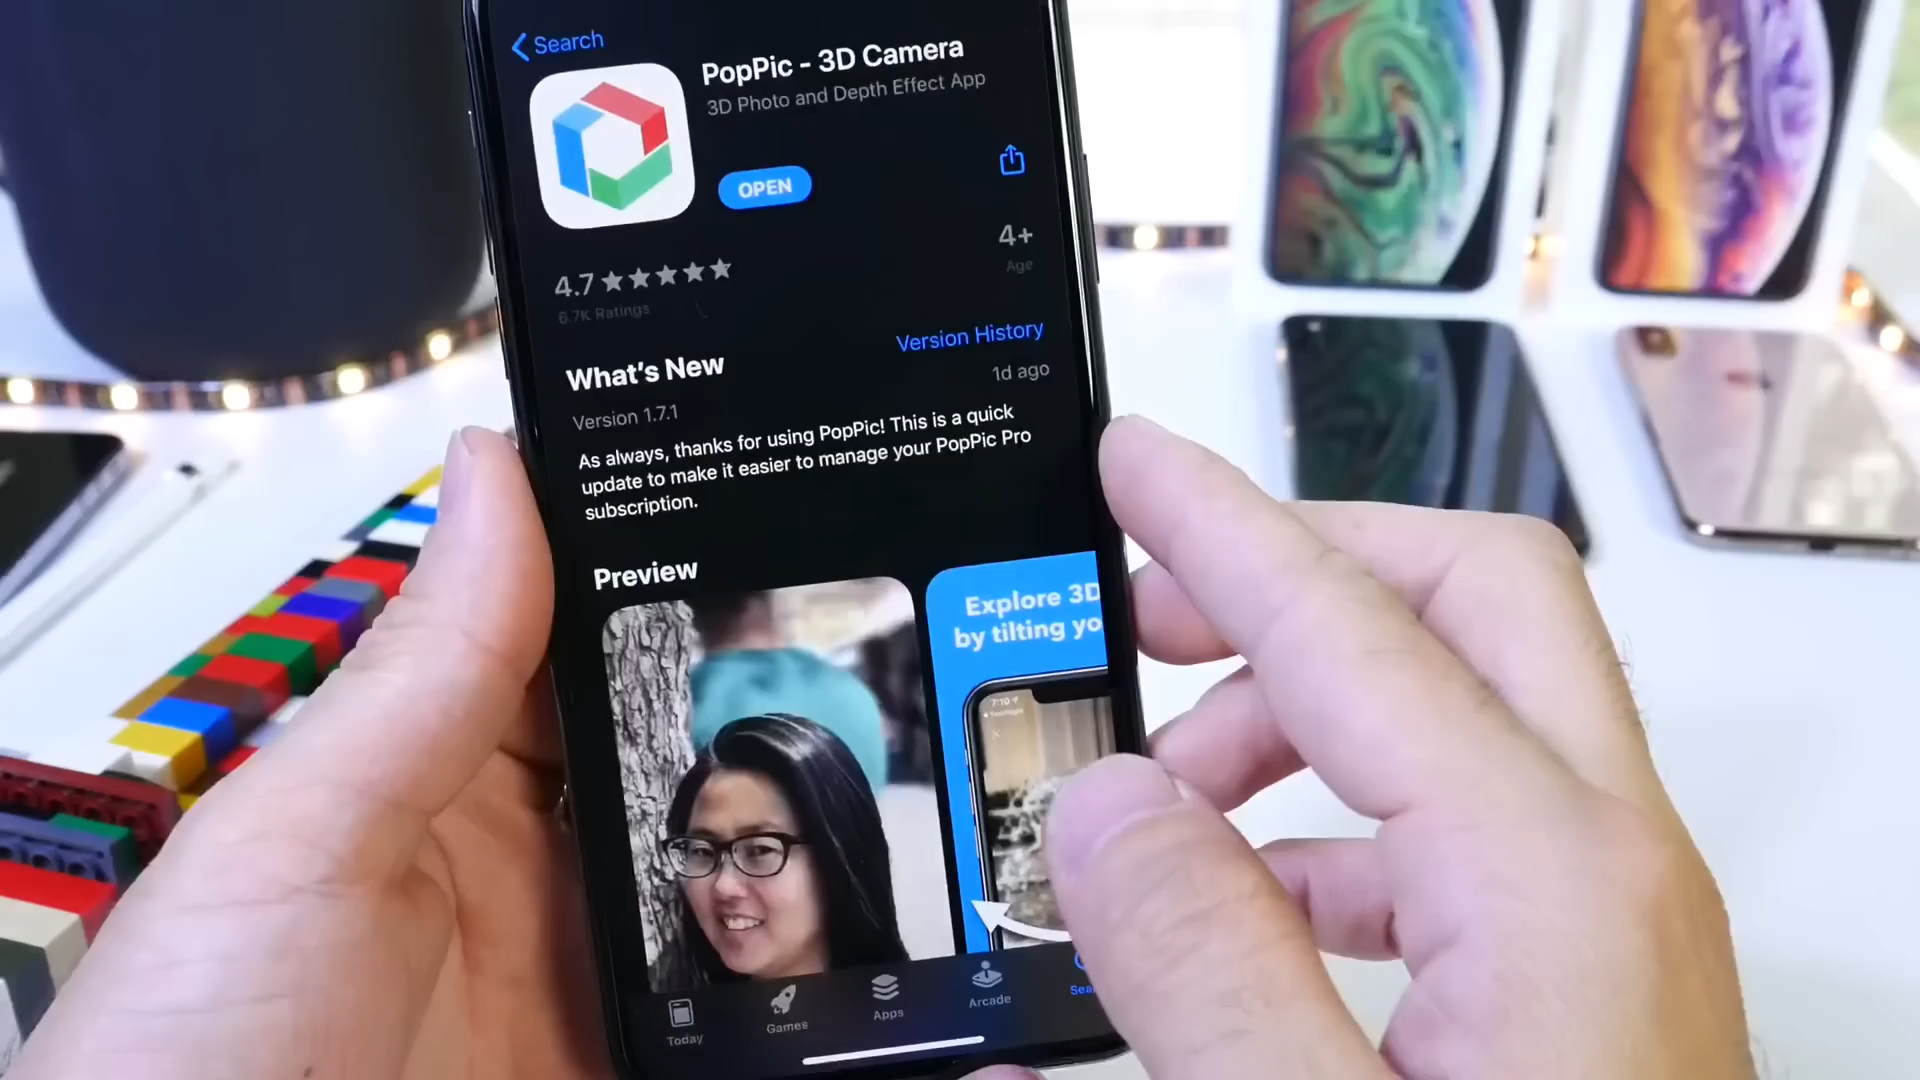 Search
PopPic - 3D Camera
3D Photo and Depth Effect App
OPEN
4.7
6.7K Ratings
4+
Age
What's New
Version History
Version 1.7.1
1d ago
As always, thanks for using PopPic! This is a quick
update to make it easier to manage your PopPic Pro
subscription.
Preview
Explore 3D
by tilting yo
7:10
Today
Games
Apps
Arcade
Sea